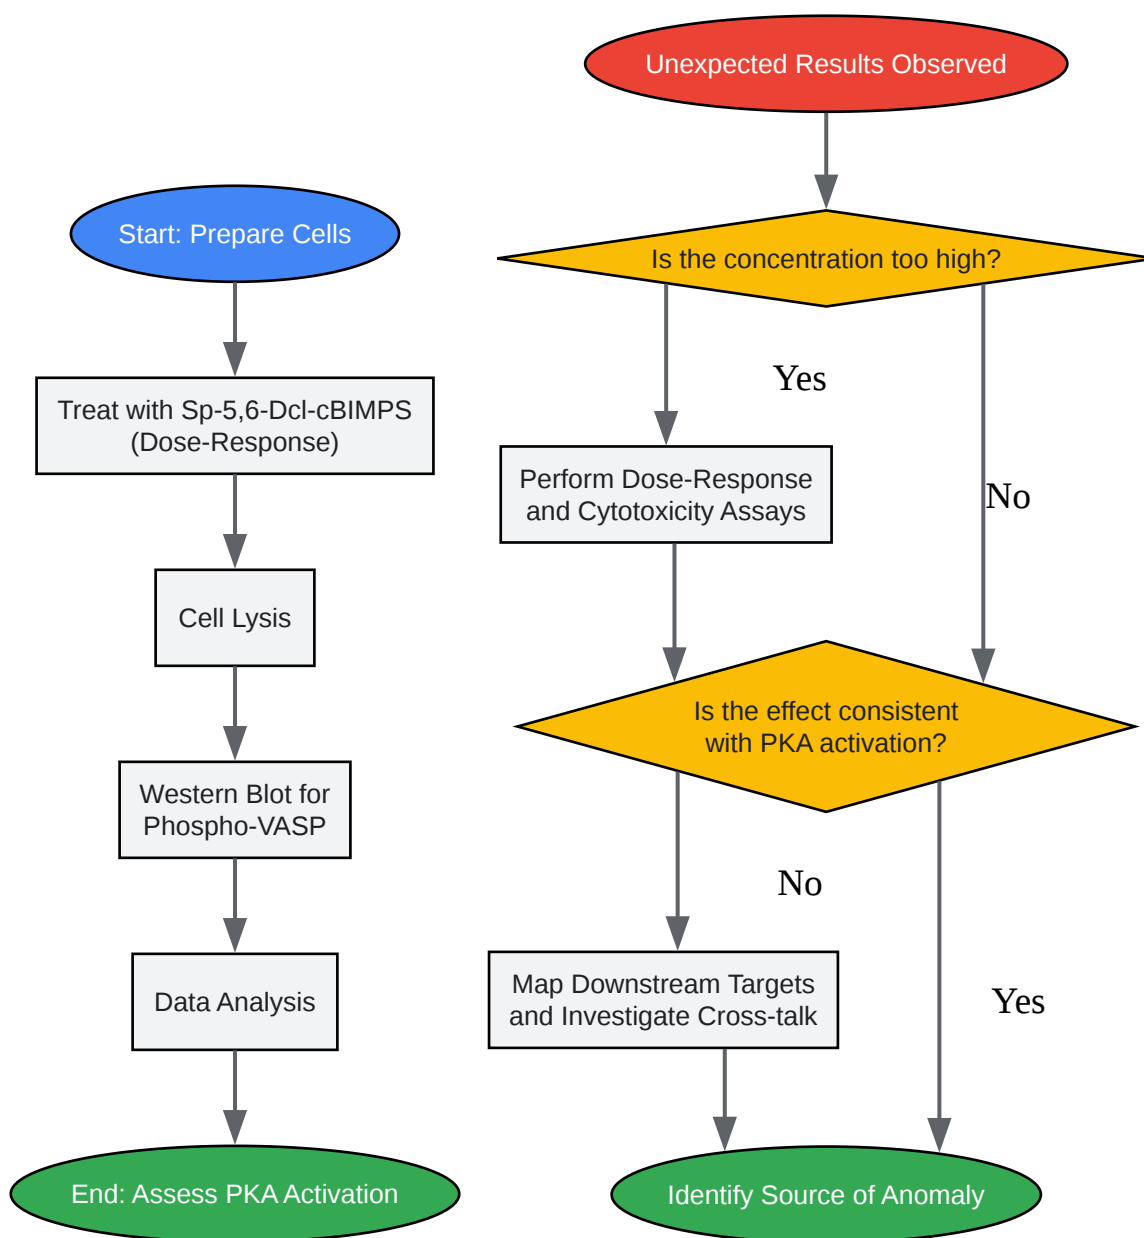 Start: Prepare Cells
Treat with Sp-5,6-Dcl-cBIMPS
(Dose-Response)
Cell Lysis
Western Blot for
Phospho-VASP
Data Analysis
End: Assess PKA Activation
Unexpected Results Observed
Is the concentration too high?
Yes
No
Perform Dose-Response
and Cytotoxicity Assays
Is the effect consistent
with PKA activation?
No
Yes
Map Downstream Targets
and Investigate Cross-talk
Identify Source of Anomaly